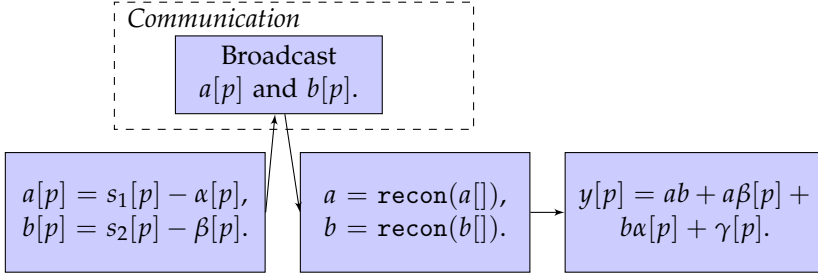 Communication
Broadcast
a[p] and b[p].
a[p] = s₁[p] − α[p],
b[p] = s₂[p] − β[p].
a = recon(a[]),
b = recon(b[]).
y[p] = ab + aβ[p] +
bα[p] + γ[p].